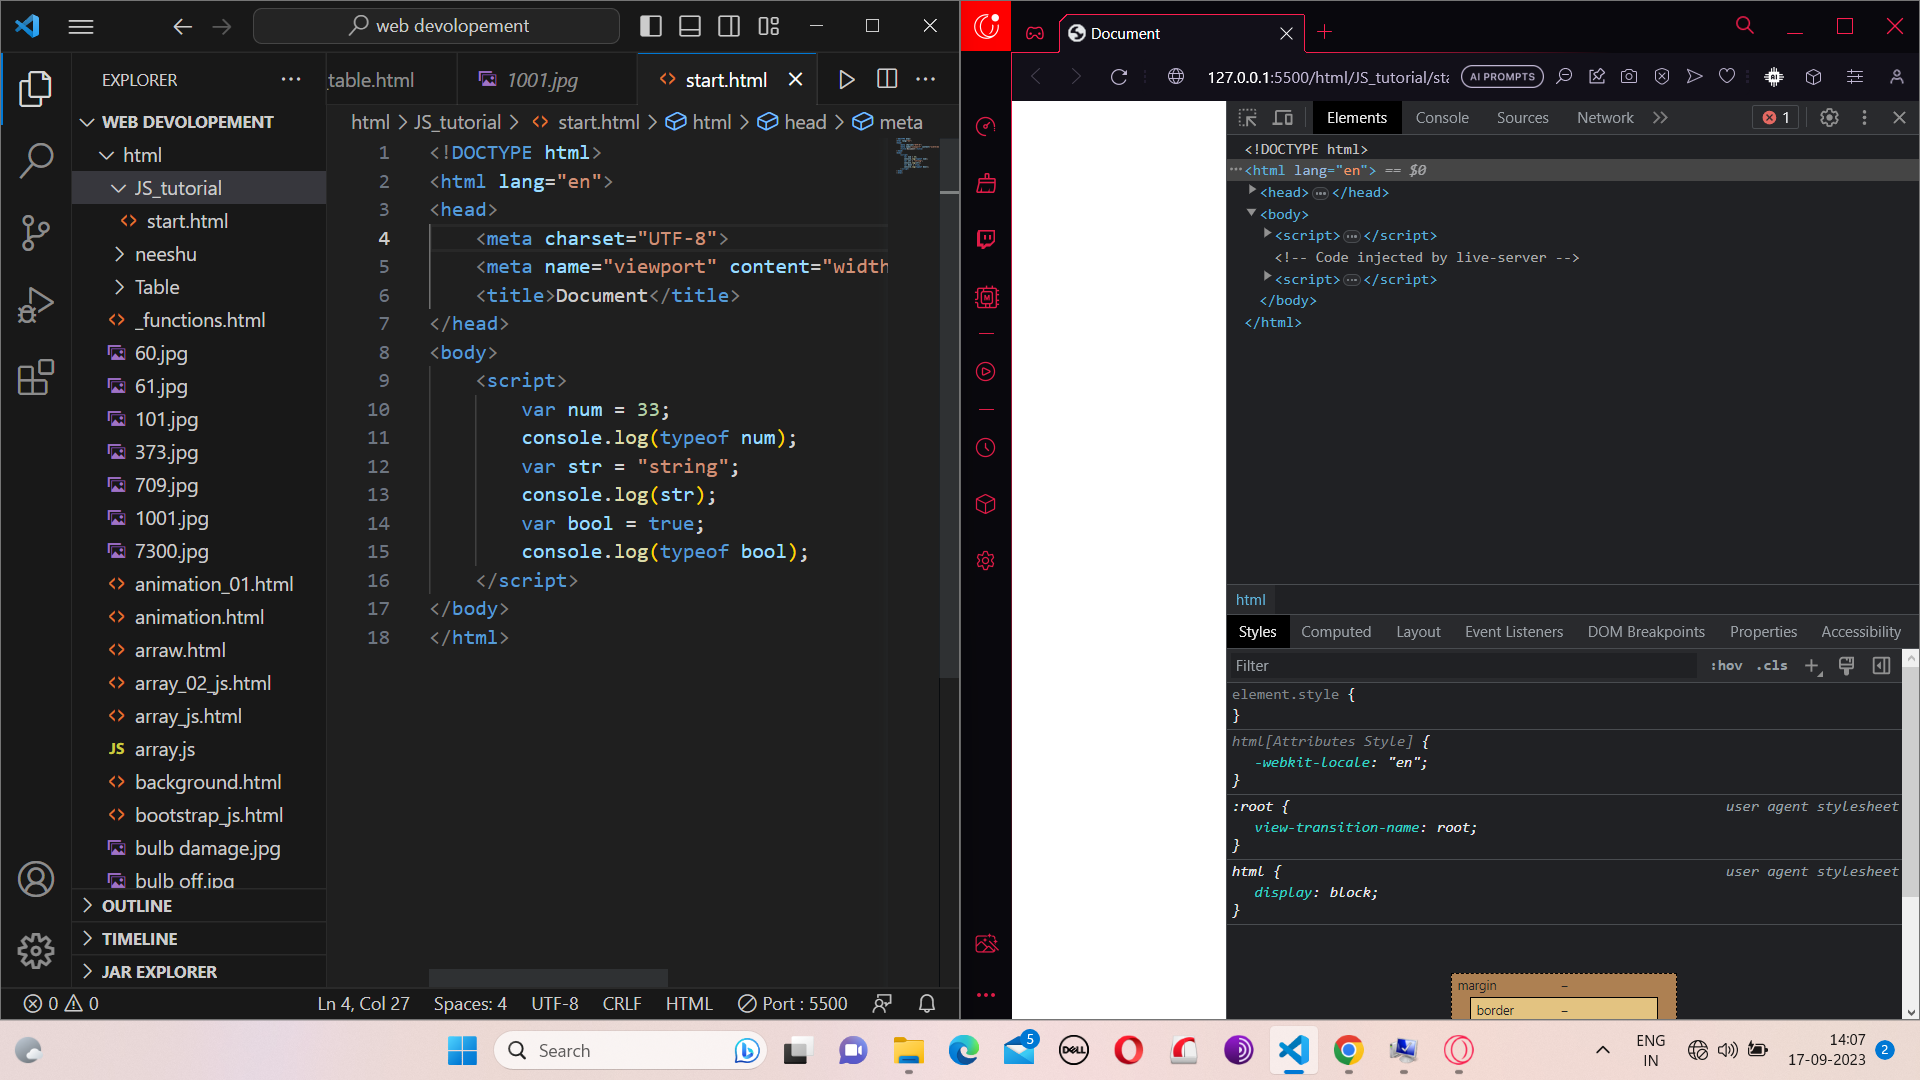 web devolopement
EXPLORER
table.html
1001.jpg
start.html
WEB DEVOLOPEMENT
html
JS_tutorial
start.html
neeshu
Table
_functions.html
60.jpg
61.jpg
101.jpg
373.jpg
709.jpg
1001.jpg
7300.jpg
animation_01.html
animation.html
arraw.html
array_02_js.html
array_js.html
JS array.js
background.html
bootstrap_js.html
bulb damage.jpg
bulb off.jpg
OUTLINE
TIMELINE
JAR EXPLORER
html > JS_tutorial > start.html > html > head > meta
1 <!DOCTYPE html>
2 <html lang="en">
3 <head>
4 <meta charset="UTF-8">
5 <meta name="viewport" content="width
6 <title>Document</title>
7 </head>
8 <body>
9 <script>
10 var num = 33;
11 console.log(typeof num);
12 var str = "string";
13 console.log(str);
14 var bool = true;
15 console.log(typeof bool);
16 </script>
17 </body>
18 </html>
0 0
Ln 4, Col 27 Spaces: 4 UTF-8 CRLF HTML Port : 5500
Document
127.0.0.1:5500/html/JS_tutorial/sta
AI PROMPTS
AI
M
Elements Console Sources Network 1
<!DOCTYPE html>
<html lang="en"> == $0
<head> </head>
<body>
<script> </script>
<!-- Code injected by live-server -->
<script> </script>
</body>
</html>
html
Styles Computed Layout Event Listeners DOM Breakpoints Properties Accessibility
Filter :hov .cls
element.style {
}
html[Attributes Style] {
-webkit-locale: "en";
}
:root { user agent stylesheet
view-transition-name: root;
}
html { user agent stylesheet
display: block;
}
margin –
border –
Search
5
DELL
ENG
IN
14:07
17-09-2023
2